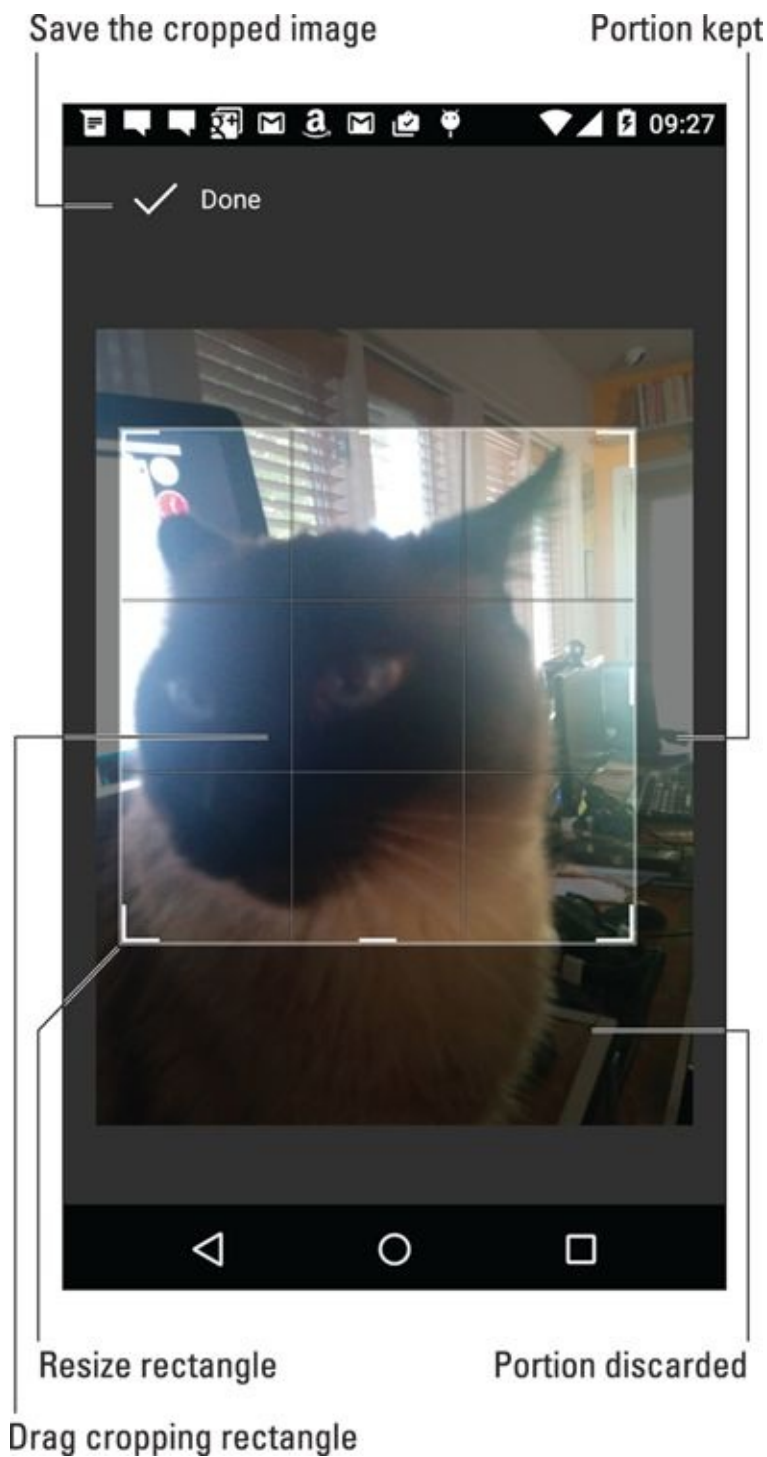 Save the cropped image
Portion kept
09:27
Done
Resize rectangle
Portion discarded
Drag cropping rectangle